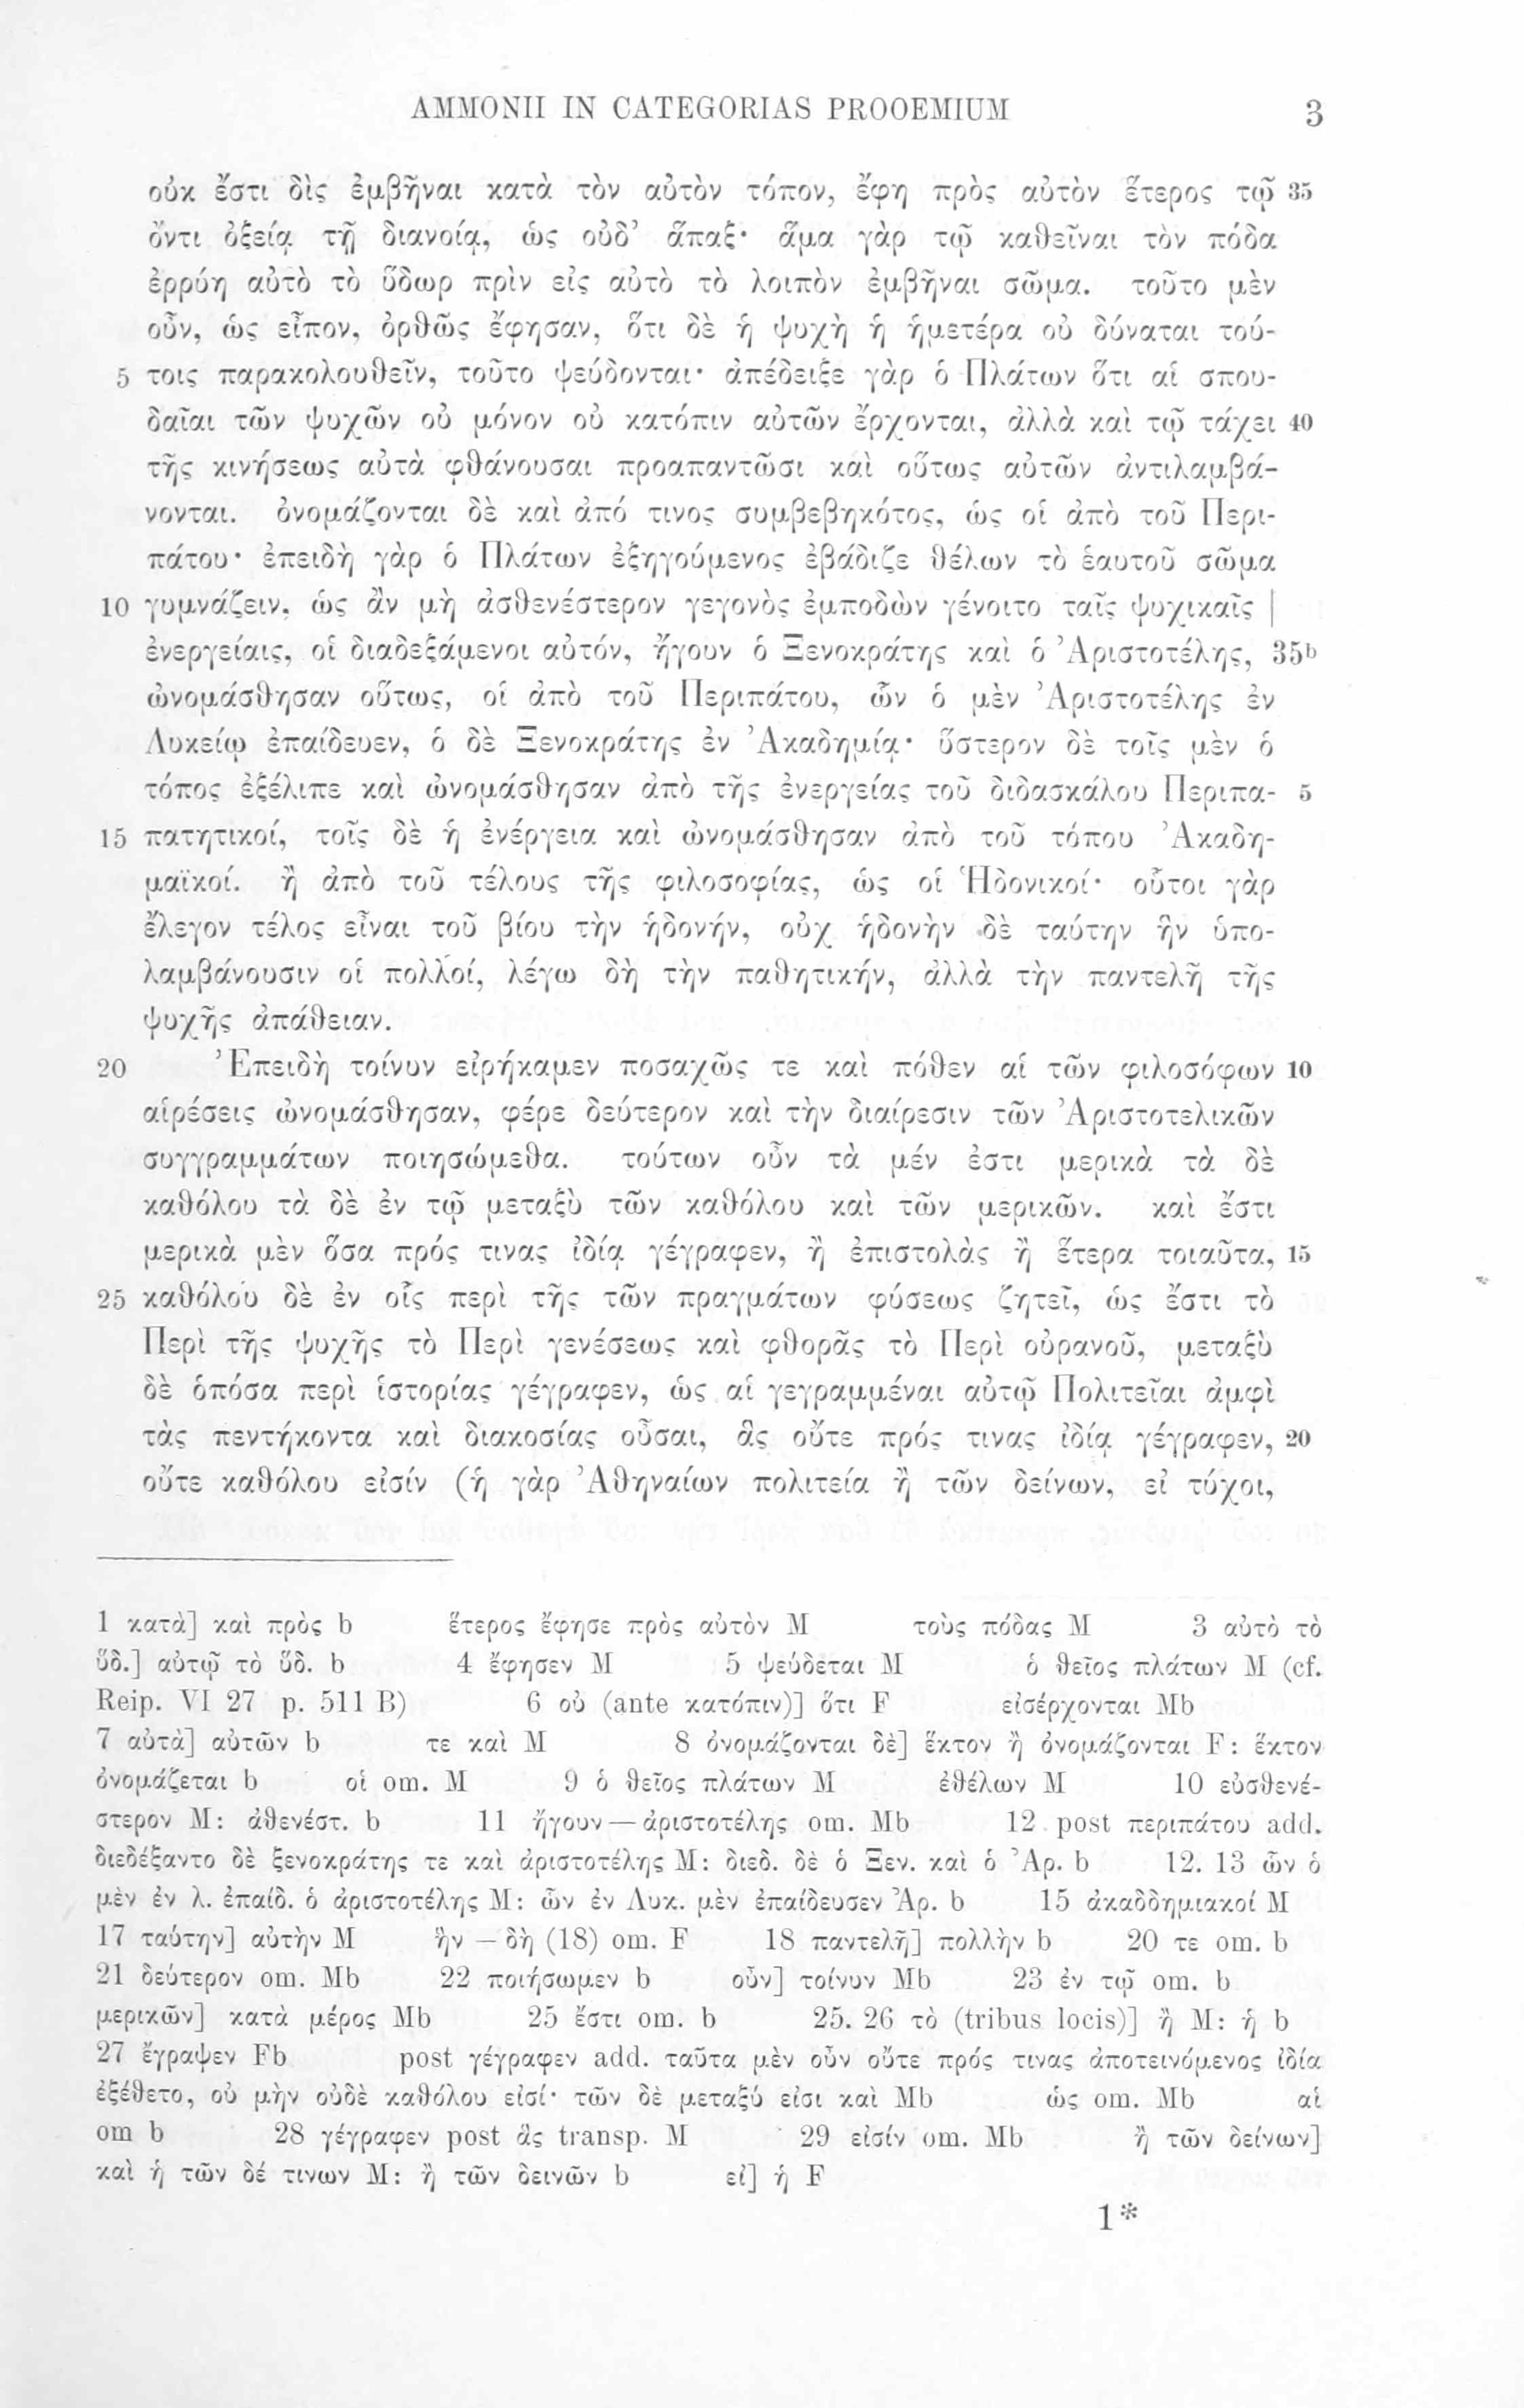 AMMONII IN CATEGORIAS PROOEMIUM 3
οὐκ ἔστι δὶς ἐμβῆναι κατὰ τὸν αὐτὸν τόπον, ἔφη πρὸς αὐτὸν ἕτερος τῷ 35
ὄντι ὀξείᾳ τῇ διανοίᾳ, ὡς οὐδ’ ἅπαξ· ἅμα γὰρ τῷ καθεῖναι τὸν πόδα
ἐρρύη αὐτὸ τὸ ὕδωρ πρὶν εἰς αὐτὸ τὸ λοιπὸν ἐμβῆναι σῶμα. τοῦτο μὲν
οὖν, ὡς εἶπον, ὀρθῶς ἔφησαν, ὅτι δὲ ἡ ψυχὴ ἡ ἡμετέρα οὐ δύναται τού-
5 τοις παρακολουθεῖν, τοῦτο ψεύδονται· ἀπέδειξε γὰρ ὁ Πλάτων ὅτι αἱ σπου-
δαῖαι τῶν ψυχῶν οὐ μόνον οὐ κατόπιν αὐτῶν ἔρχονται, ἀλλὰ καὶ τῷ τάχει 40
τῆς κινήσεως αὐτὰ φθάνουσαι προαπαντῶσι καὶ οὕτως αὐτῶν ἀντιλαμβά-
νονται. ὀνομάζονται δὲ καὶ ἀπό τινος συμβεβηκότος, ὡς οἱ ἀπὸ τοῦ Περι-
πάτου· ἐπειδὴ γὰρ ὁ Πλάτων ἐξηγούμενος ἐβάδιζε θέλων τὸ ἑαυτοῦ σῶμα
10 γυμνάζειν, ὡς ἂν μὴ ἀσθενέστερον γεγονὸς ἐμποδὼν γένοιτο ταῖς ψυχικαῖς |
ἐνεργείαις, οἱ διαδεξάμενοι αὐτόν, ἤγουν ὁ Ξενοκράτης καὶ ὁ Ἀριστοτέλης, 35b
ὠνομάσθησαν οὕτως, οἱ ἀπὸ τοῦ Περιπάτου, ὧν ὁ μὲν Ἀριστοτέλης ἐν
Λυκείῳ ἐπαίδευεν, ὁ δὲ Ξενοκράτης ἐν Ἀκαδημίᾳ· ὕστερον δὲ τοῖς μὲν ὁ
τόπος ἐξέλιπε καὶ ὠνομάσθησαν ἀπὸ τῆς ἐνεργείας τοῦ διδασκάλου Περιπα- 5
15 πατητικοί, τοῖς δὲ ἡ ἐνέργεια καὶ ὠνομάσθησαν ἀπὸ τοῦ τόπου Ἀκαδη-
μαϊκοί. ἢ ἀπὸ τοῦ τέλους τῆς φιλοσοφίας, ὡς οἱ Ἡδονικοί· οὗτοι γὰρ
ἔλεγον τέλος εἶναι τοῦ βίου τὴν ἡδονήν, οὐχ ἡδονὴν δὲ ταύτην ἣν ὑπο-
λαμβάνουσιν οἱ πολλοί, λέγω δὴ τὴν παθητικήν, ἀλλὰ τὴν παντελῆ τῆς
ψυχῆς ἀπάθειαν.
20 Ἐπειδὴ τοίνυν εἰρήκαμεν ποσαχῶς τε καὶ πόθεν αἱ τῶν φιλοσόφων 10
αἱρέσεις ὠνομάσθησαν, φέρε δεύτερον καὶ τὴν διαίρεσιν τῶν Ἀριστοτελικῶν
συγγραμμάτων ποιησώμεθα. τούτων οὖν τὰ μέν ἐστι μερικὰ τὰ δὲ
καθόλου τὰ δὲ ἐν τῷ μεταξὺ τῶν καθόλου καὶ τῶν μερικῶν. καὶ ἔστι
μερικὰ μὲν ὅσα πρός τινας ἰδίᾳ γέγραφεν, ἢ ἐπιστολὰς ἢ ἕτερα τοιαῦτα, 15
25 καθόλου δὲ ἐν οἷς περὶ τῆς τῶν πραγμάτων φύσεως ζητεῖ, ὡς ἔστι τὸ
Περὶ τῆς ψυχῆς τὸ Περὶ γενέσεως καὶ φθορᾶς τὸ Περὶ οὐρανοῦ, μεταξὺ
δὲ ὁπόσα περὶ ἱστορίας γέγραφεν, ὡς αἱ γεγραμμέναι αὐτῷ Πολιτεῖαι ἀμφὶ
τὰς πεντήκοντα καὶ διακοσίας οὖσαι, ἃς οὔτε πρός τινας ἰδίᾳ γέγραφεν, 20
οὔτε καθόλου εἰσίν (ἡ γὰρ Ἀθηναίων πολιτεία ἢ τῶν δείνων, εἰ τύχοι,
1 κατὰ] καὶ πρὸς b ἕτερος ἔφησε πρὸς αὐτὸν M τοὺς πόδας M 3 αὐτὸ τὸ
ὕδ.] αὐτῷ τὸ ὕδ. b 4 ἔφησεν M 5 ψεύδεται M ὁ θεῖος πλάτων M (cf.
Reip. VI 27 p. 511 B) 6 οὐ (ante κατόπιν)] ὅτι F εἰσέρχονται Mb
7 αὐτὰ] αὐτῶν b τε καὶ M 8 ὀνομάζονται δὲ] ἕκτον ἢ ὀνομάζονται F: ἕκτον
ὀνομάζεται b οἱ om. M 9 ὁ θεῖος πλάτων M ἐθέλων M 10 εὐσθενέ-
στερον M: ἀθενέστ. b 11 ἤγουν — ἀριστοτέλης om. Mb 12 post περιπάτου add.
διεδέξαντο δὲ ξενοκράτης τε καὶ ἀριστοτέλης M: διεδ. δὲ ὁ Ξεν. καὶ ὁ Ἀρ. b 12. 13 ὧν ὁ
μὲν ἐν λ. ἐπαίδ. ὁ ἀριστοτέλης M: ὧν ἐν Λυκ. μὲν ἐπαίδευσεν Ἀρ. b 15 ἀκαδδημιακοί M
17 ταύτην] αὐτὴν M ἣν — δὴ (18) om. F 18 παντελῆ] πολλὴν b 20 τε om. b
21 δεύτερον om. Mb 22 ποιήσωμεν b οὖν] τοίνυν Mb 23 ἐν τῷ om. b
μερικῶν] κατὰ μέρος Mb 25 ἔστι om. b 25. 26 τὸ (tribus locis)] ἢ M: ἡ b
27 ἔγραψεν Fb post γέγραφεν add. ταῦτα μὲν οὖν οὔτε πρός τινας ἀποτεινόμενος ἰδία
ἐξέθετο, οὐ μὴν οὐδὲ καθόλου εἰσί· τῶν δὲ μεταξύ εἰσι καὶ Mb ὡς om. Mb αἱ
om b 28 γέγραφεν post ἃς transp. M 29 εἰσίν om. Mb ἢ τῶν δείνων]
καὶ ἡ τῶν δέ τινων M: ἢ τῶν δεινῶν b εἰ] ἡ F
1*